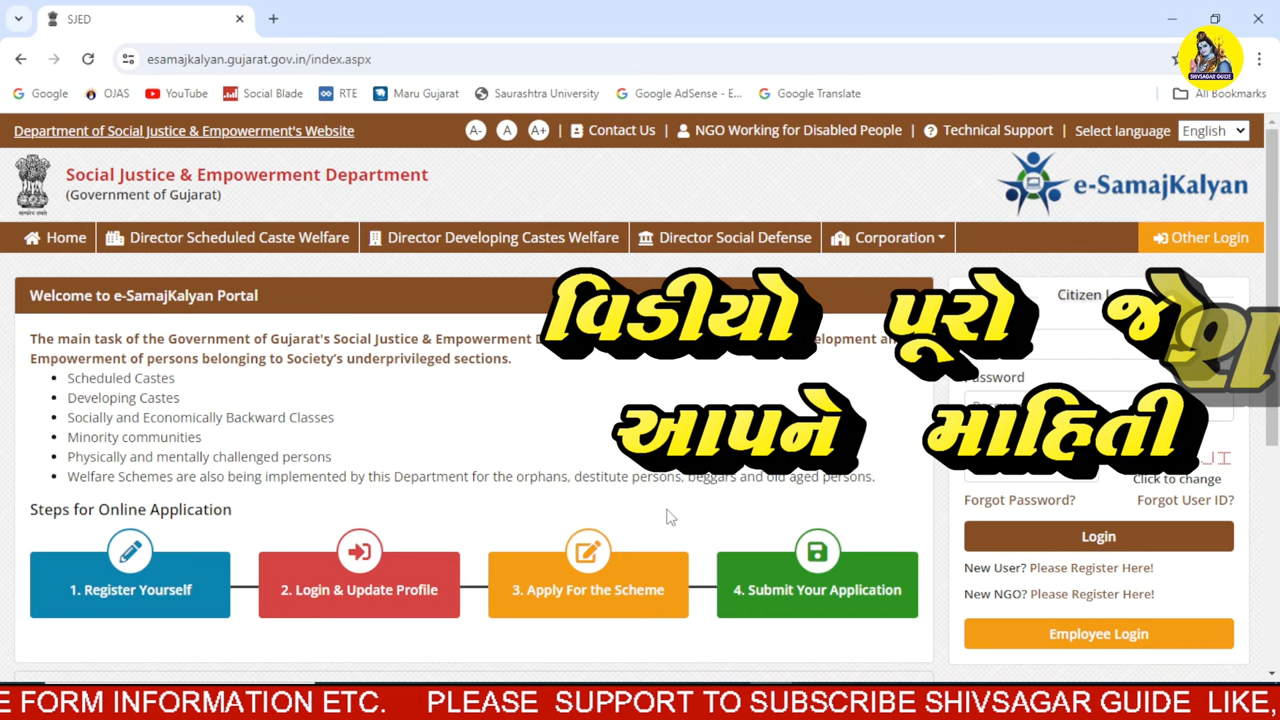 SJED
esamajkalyan.gujarat.gov.in/index.aspx
SHIVSAGAR GUIDE
Google OJAS YouTube Social Blade RTE Maru Gujarat Saurashtra University Google AdSense - E... Google Translate All Bookmarks
Department of Social Justice & Empowerment's Website A- A A+ | Contact Us | NGO Working for Disabled People | Technical Support | Select language English
Social Justice & Empowerment Department
(Government of Gujarat)
e-SamajKalyan
Home Director Scheduled Caste Welfare Director Developing Castes Welfare Director Social Defense Corporation Other Login
Welcome to e-SamajKalyan Portal
Citizen
વિડીયો પૂરો જોશો
આપને માહિતી
The main task of the Government of Gujarat's Social Justice & Empowerment
Empowerment of persons belonging to Society's underprivileged sections.
Scheduled Castes
Developing Castes
Socially and Economically Backward Classes
Minority communities
Physically and mentally challenged persons
Welfare Schemes are also being implemented by this Department for the orphans, destitute persons, beggars and old aged persons.
Password
Click to change
Forgot Password? Forgot User ID?
Login
New User? Please Register Here!
New NGO? Please Register Here!
Employee Login
Steps for Online Application
1. Register Yourself
2. Login & Update Profile
3. Apply For the Scheme
4. Submit Your Application
E FORM INFORMATION ETC. PLEASE SUPPORT TO SUBSCRIBE SHIVSAGAR GUIDE LIKE,